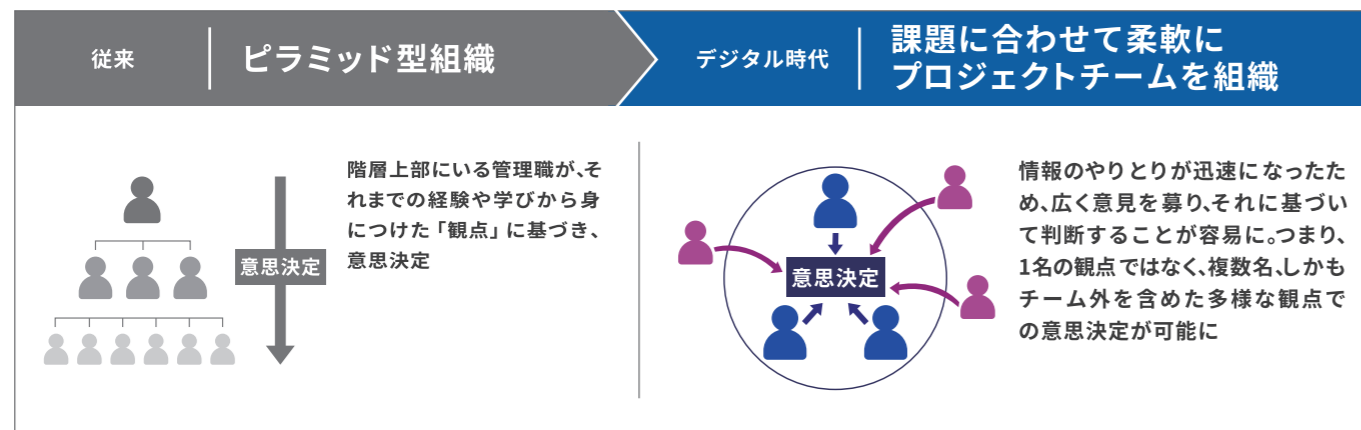 従来
ピラミッド型組織
デジタル時代
課題に合わせて柔軟に
プロジェクトチームを組織
意思決定
階層上部にいる管理職が、そ
れまでの経験や学びから身
につけた「観点」に基づき、
意思決定
意思決定
情報のやりとりが迅速になったた
め、広く意見を募り、それに基づい
て判断することが容易に。つまり、
1名の観点ではなく、複数名、しかも
チーム外を含めた多様な観点で
の意思決定が可能に